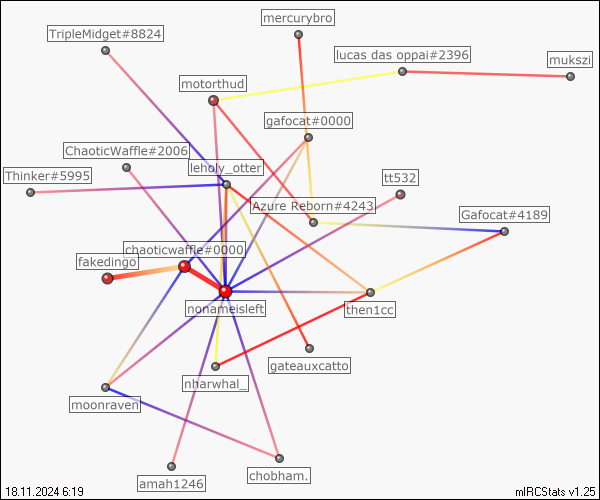 mercurybro
TripleMidget#8824
lucas das oppai#2396
mukszi
motorthud
gafocat#0000
ChaoticWaffle#2006
leholy_otter
Thinker#5995
tt532
Azure Reborn#4243
Gafocat#4189
chaoticwaffle#0000
fakedingo
nonameisleft
then1cc
gateauxcatto
nharwhal_
moonraven
chobham.
amah1246
18.11.2024 6:19
mIRCStats v1.25